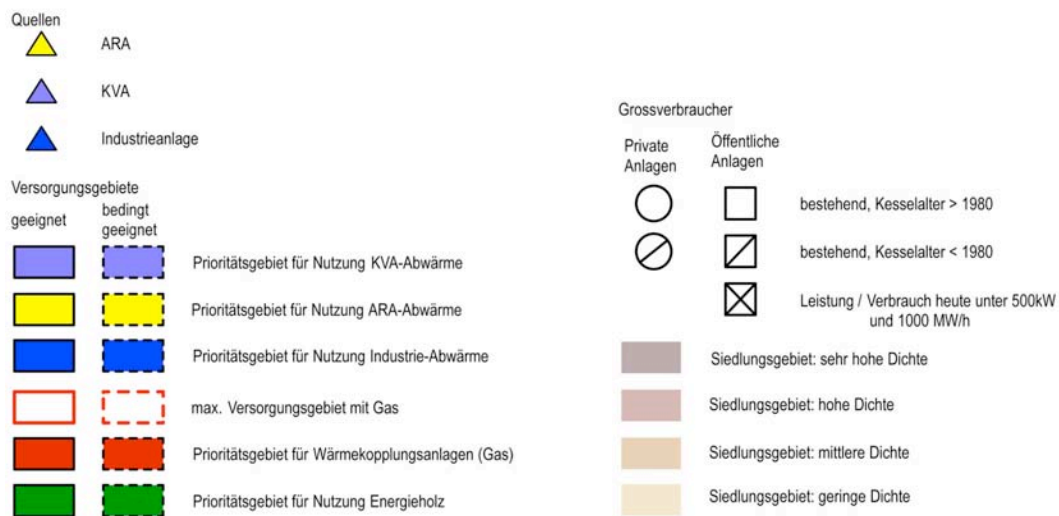 Quellen
ARA
KVA
Industrieanlage
Versorgungsgebiete
geeignet
bedingt
geeignet
Prioritätsgebiet für Nutzung KVA-Abwärme
Prioritätsgebiet für Nutzung ARA-Abwärme
Prioritätsgebiet für Nutzung Industrie-Abwärme
max. Versorgungsgebiet mit Gas
Prioritätsgebiet für Wärmekopplungsanlagen (Gas)
Prioritätsgebiet für Nutzung Energieholz
Grossverbraucher
Private
Anlagen
Öffentliche
Anlagen
bestehend, Kesselalter > 1980
bestehend, Kesselalter < 1980
Leistung / Verbrauch heute unter 500kW
und 1000 MW/h
Siedlungsgebiet: sehr hohe Dichte
Siedlungsgebiet: hohe Dichte
Siedlungsgebiet: mittlere Dichte
Siedlungsgebiet: geringe Dichte